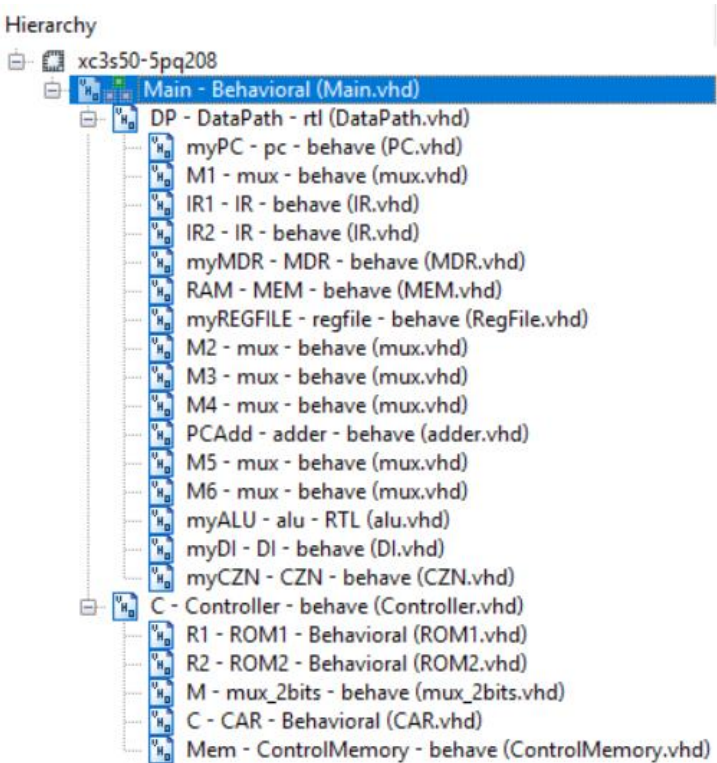 Hierarchy
xc3s50-5pq208
Main - Behavioral (Main.vhd)
DP - DataPath - rtl (DataPath.vhd)
myPC - pc - behave (PC.vhd)
M1 - mux - behave (mux.vhd)
IR1 - IR - behave (IR.vhd)
IR2 - IR - behave (IR.vhd)
myMDR - MDR - behave (MDR.vhd)
RAM - MEM - behave (MEM.vhd)
myREGFILE - regfile - behave (RegFile.vhd)
M2 - mux - behave (mux.vhd)
M3 - mux - behave (mux.vhd)
M4 - mux - behave (mux.vhd)
PCAdd - adder - behave (adder.vhd)
M5 - mux - behave (mux.vhd)
M6 - mux - behave (mux.vhd)
myALU - alu - RTL (alu.vhd)
myDI - DI - behave (DI.vhd)
myCZN - CZN - behave (CZN.vhd)
C - Controller - behave (Controller.vhd)
R1 - ROM1 - Behavioral (ROM1.vhd)
R2 - ROM2 - Behavioral (ROM2.vhd)
M - mux_2bits - behave (mux_2bits.vhd)
C - CAR - Behavioral (CAR.vhd)
Mem - ControlMemory - behave (ControlMemory.vhd)